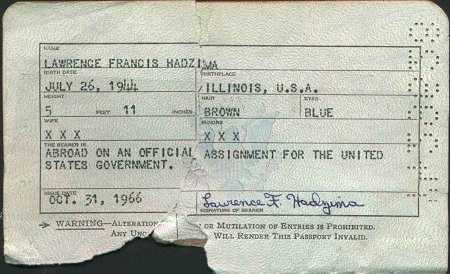 NAME
LAWRENCE FRANCIS HADZIMA
BIRTH DATE BIRTHPLACE
JULY 26, 1944 ILLINOIS, U.S.A.
HEIGHT HAIR EYES
5 FEET 11 INCHES BROWN BLUE
WIFE MINORS
X X X X X X
THE BEARER IS
ABROAD ON AN OFFICIAL ASSIGNMENT FOR THE UNITED
STATES GOVERNMENT.
ISSUE DATE
OCT. 31, 1966 Lawrence F. Hadzima
SIGNATURE OF BEARER
WARNING—ALTERATION OR MUTILATION OF ENTRIES IS PROHIBITED.
ANY WILL RENDER THIS PASSPORT INVALID.